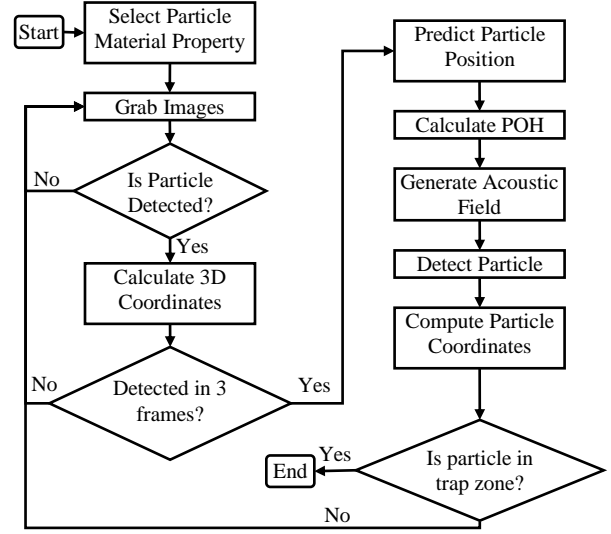 Start
Select Particle
Material Property
Grab Images
No
Is Particle
Detected?
Yes
Calculate 3D
Coordinates
No
Detected in 3
frames?
Yes
Predict Particle
Position
Calculate POH
Generate Acoustic
Field
Detect Particle
Compute Particle
Coordinates
Is particle in
trap zone?
Yes
End
No